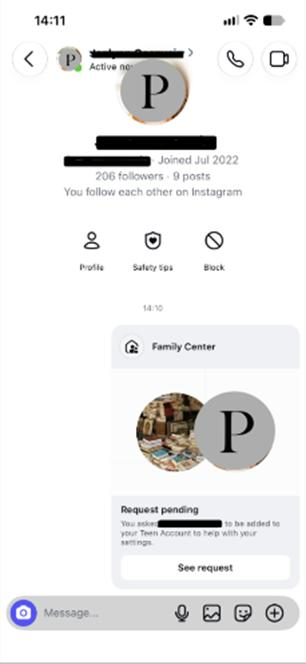 14:11
Active now
P
· Joined Jul 2022
206 followers · 9 posts
You follow each other on Instagram
Profile
Safety tips
Block
14:10
Family Center
P
Request pending
You asked to be added to
your Teen Account to help with your
settings.
See request
Message...